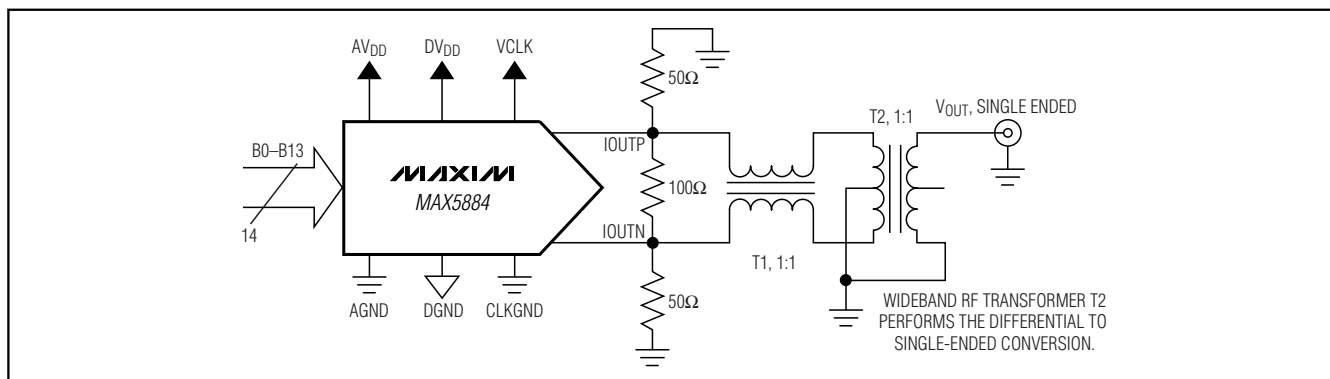 AVDD
DVDD
VCLK
50Ω
VOUT, SINGLE ENDED
T2, 1:1
IOUTP
B0–B13
MAXIM
MAX5884
100Ω
14
IOUTN
T1, 1:1
50Ω
AGND
DGND
CLKGND
WIDEBAND RF TRANSFORMER T2
PERFORMS THE DIFFERENTIAL TO
SINGLE-ENDED CONVERSION.